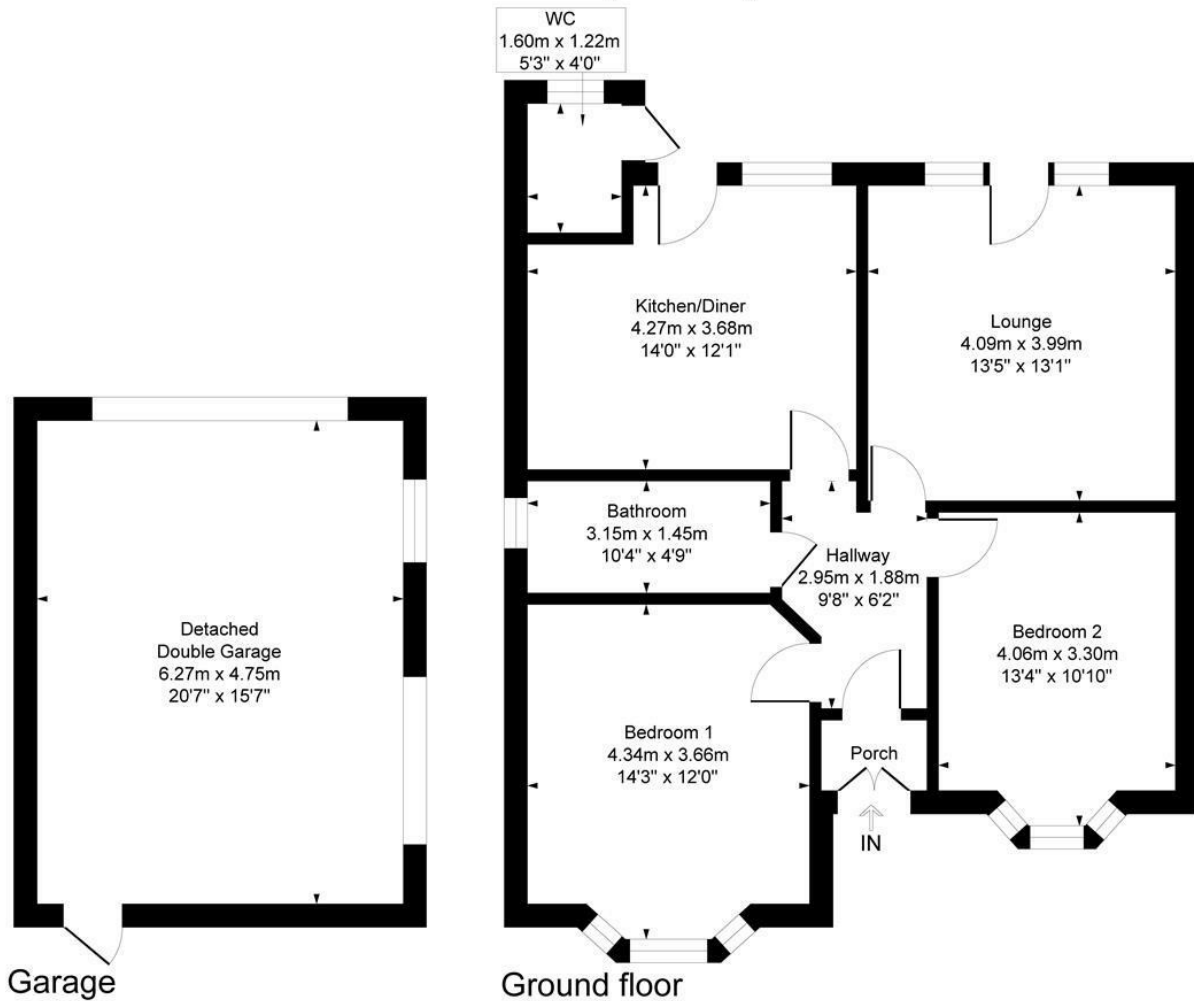 WC
1.60m x 1.22m
5'3" x 4'0"
Kitchen/Diner
4.27m x 3.68m
14'0" x 12'1"
Lounge
4.09m x 3.99m
13'5" x 13'1"
Bathroom
3.15m x 1.45m
10'4" x 4'9"
Hallway
2.95m x 1.88m
9'8" x 6'2"
Detached
Double Garage
6.27m x 4.75m
20'7" x 15'7"
Bedroom 2
4.06m x 3.30m
13'4" x 10'10"
Bedroom 1
4.34m x 3.66m
14'3" x 12'0"
Porch
IN
Garage
Ground floor